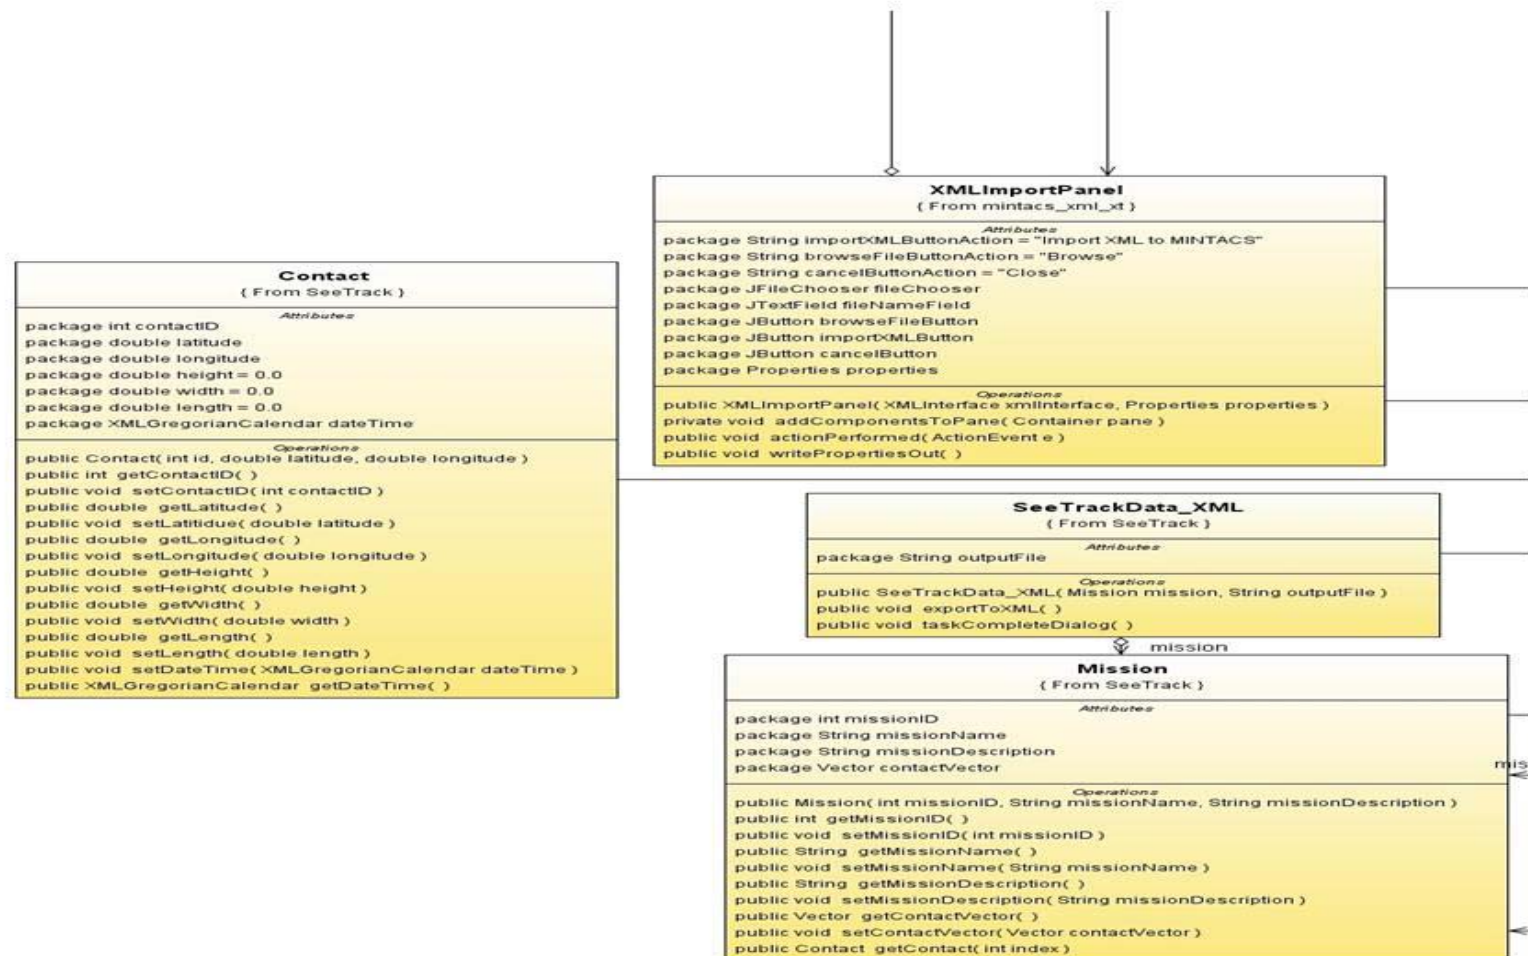 XMLImportPanel
{ From mintacs_xml_xt }
Attributes
package String importXMLButtonAction = "Import XML to MINTACS"
package String browseFileButtonAction = "Browse"
package String cancelButtonAction = "Close"
package JFileChooser fileChooser
package JTextField fileNameField
package JButton browseFileButton
package JButton importXMLButton
package JButton cancelButton
package Properties properties
Operations
public XMLImportPanel( XMLInterface xmlInterface, Properties properties )
private void addComponentsToPane( Container pane )
public void actionPerformed( ActionEvent e )
public void writePropertiesOut( )
Contact
{ From SeeTrack }
Attributes
package int contactID
package double latitude
package double longitude
package double height = 0.0
package double width = 0.0
package double length = 0.0
package XMLGregorianCalendar dateTime
Operations
public Contact( int id, double latitude, double longitude )
public int getContactID( )
public void setContactID( int contactID )
public double getLatitude( )
public void setLatitidue( double latitude )
public double getLongitude( )
public void setLongitude( double longitude )
public double getHeight( )
public void setHeight( double height )
public double getWidth( )
public void setWidth( double width )
public double getLength( )
public void setLength( double length )
public void setDateTime( XMLGregorianCalendar dateTime )
public XMLGregorianCalendar getDateTime( )
SeeTrackData_XML
{ From SeeTrack }
Attributes
package String outputFile
Operations
public SeeTrackData_XML( Mission mission, String outputFile )
public void exportToXML( )
public void taskCompleteDialog( )
mission
Mission
{ From SeeTrack }
Attributes
package int missionID
package String missionName
package String missionDescription
package Vector contactVector
mis
Operations
public Mission( int missionID, String missionName, String missionDescription )
public int getMissionID( )
public void setMissionID( int missionID )
public String getMissionName( )
public void setMissionName( String missionName )
public String getMissionDescription( )
public void setMissionDescription( String missionDescription )
public Vector getContactVector( )
public void setContactVector( Vector contactVector )
public Contact getContact( int index )